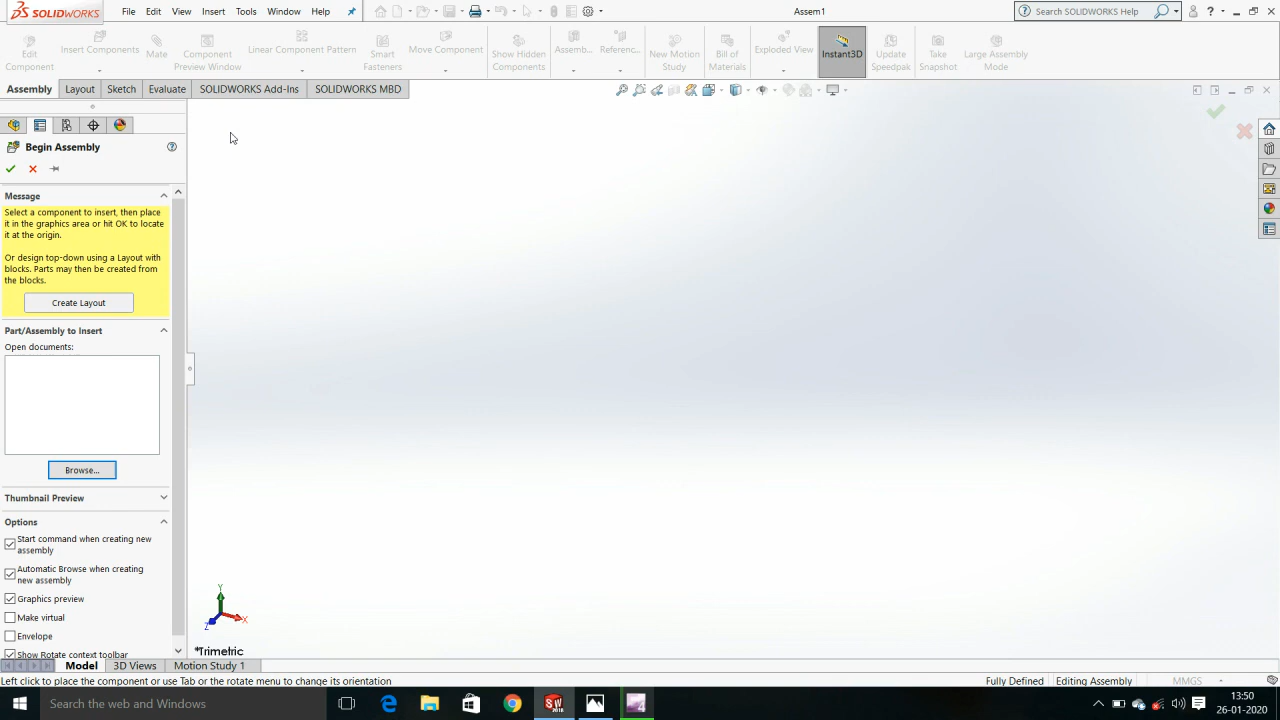 SOLIDWORKS File Edit View Insert Tools Window Help Assem1 Search SOLIDWORKS Help
Edit Component
Insert Components
Mate
Component Preview Window
Linear Component Pattern
Smart Fasteners
Move Component
Show Hidden Components
Assemb...
Referenc...
New Motion Study
Bill of Materials
Exploded View
Instant3D
Update Speedpak
Take Snapshot
Large Assembly Mode
Assembly Layout Sketch Evaluate SOLIDWORKS Add-Ins SOLIDWORKS MBD
Begin Assembly
Message
Select a component to insert, then place
it in the graphics area or hit OK to locate
it at the origin.
Or design top-down using a Layout with
blocks. Parts may then be created from
the blocks.
Create Layout
Part/Assembly to Insert
Open documents:
Browse...
Thumbnail Preview
Options
Start command when creating new
assembly
Automatic Browse when creating
new assembly
Graphics preview
Make virtual
Envelope
Show Rotate context toolbar
Y
X
Z
*Trimetric
Model 3D Views Motion Study 1
Left click to place the component or use Tab or the rotate menu to change its orientation Fully Defined Editing Assembly MMGS
Search the web and Windows
13:50
26-01-2020